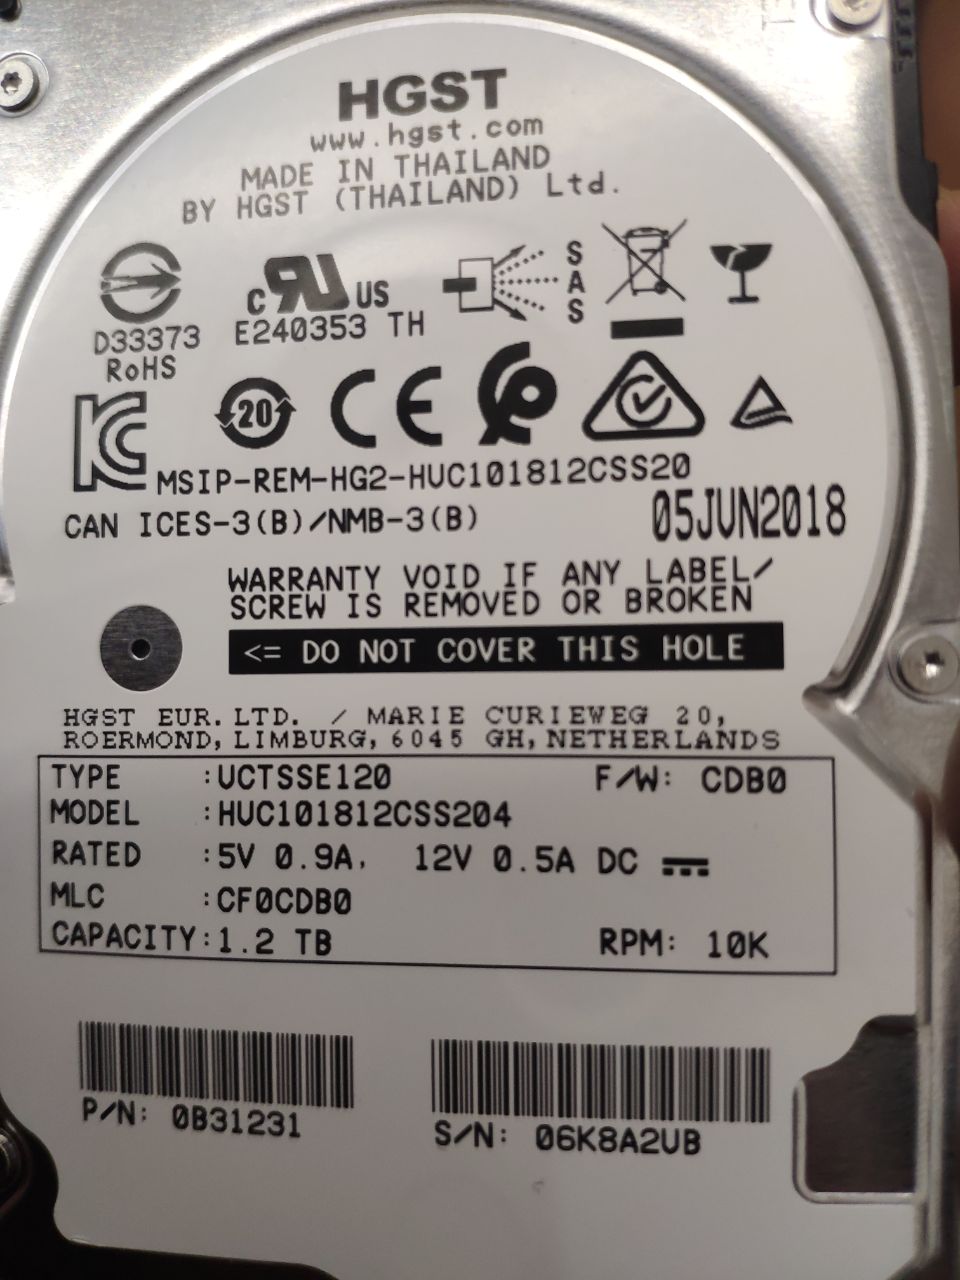 HGST
www.hgst.com
MADE IN THAILAND
BY HGST (THAILAND) Ltd.
D33373
RoHS
c RU US
E240353 TH
SAS
20
CE
MSIP-REM-HG2-HUC101812CSS20
CAN ICES-3(B)/NMB-3(B)
05JUN2018
WARRANTY VOID IF ANY LABEL/
SCREW IS REMOVED OR BROKEN
<= DO NOT COVER THIS HOLE
HGST EUR.LTD. / MARIE CURIEWEG 20,
ROERMOND, LIMBURG, 6045 GH, NETHERLANDS
TYPE :UCTSSE120 F/W: CDB0
MODEL :HUC101812CSS204
RATED :5V 0.9A, 12V 0.5A DC
MLC :CF0CDB0
CAPACITY:1.2 TB RPM: 10K
P/N: 0B31231
S/N: 06K8A2UB